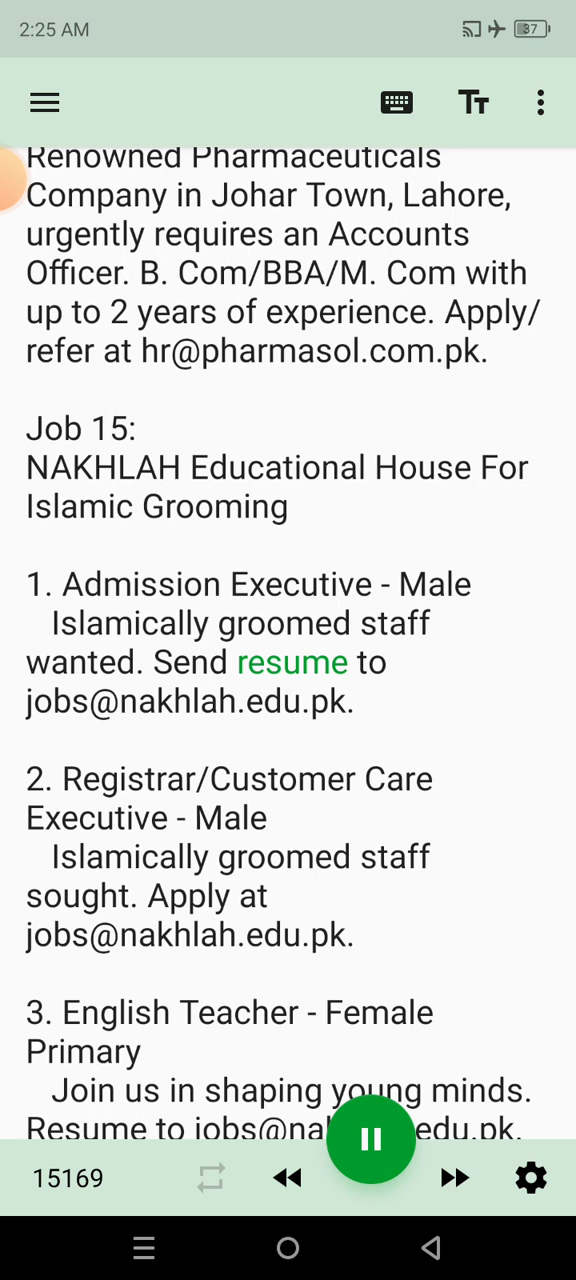 2:25 AM
37
Renowned Pharmaceuticals
Company in Johar Town, Lahore,
urgently requires an Accounts
Officer. B. Com/BBA/M. Com with
up to 2 years of experience. Apply/
refer at hr@pharmasol.com.pk.
Job 15:
NAKHLAH Educational House For
Islamic Grooming
1. Admission Executive - Male
Islamically groomed staff
wanted. Send resume to
jobs@nakhlah.edu.pk.
2. Registrar/Customer Care
Executive - Male
Islamically groomed staff
sought. Apply at
jobs@nakhlah.edu.pk.
3. English Teacher - Female
Primary
Join us in shaping young minds.
Resume to edu.pk.
15169